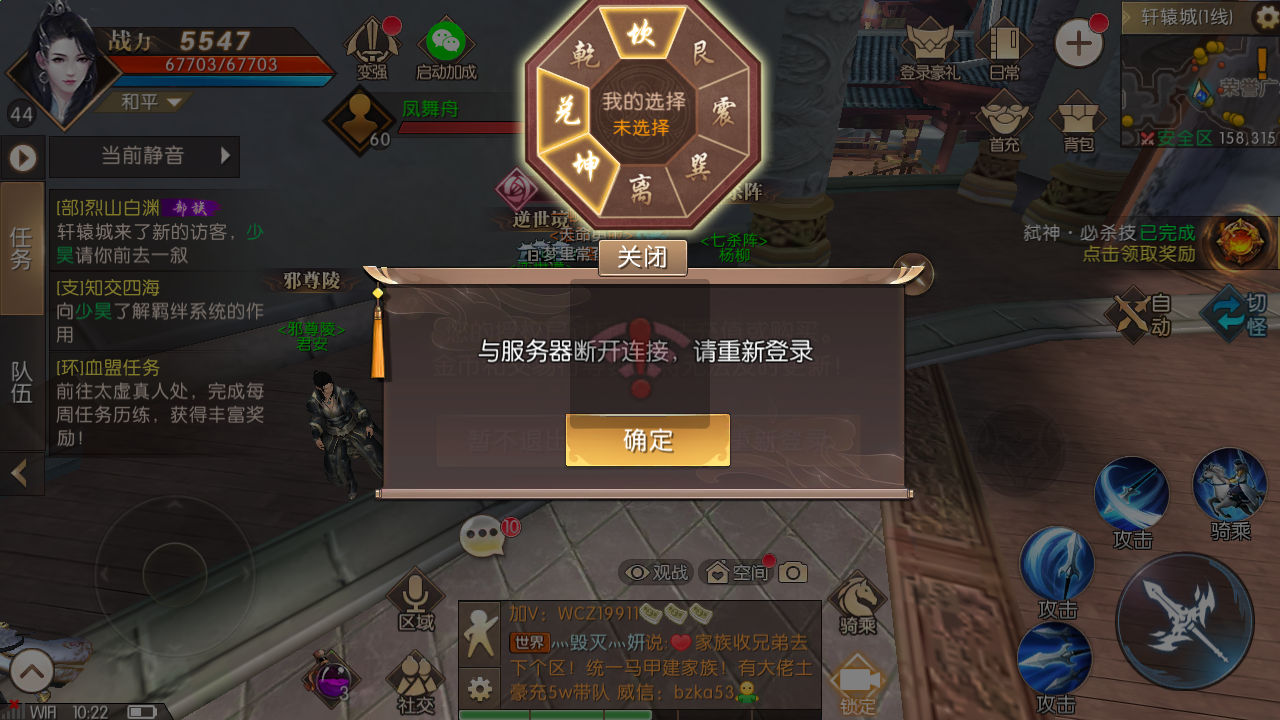 战力 5547
67703/67703
44
和平
变强
启动加成
凤舞舟
60
坎
艮
震
巽
离
坤
兑
乾
我的选择
未选择
关闭
登录豪礼
日常
首充
背包
轩辕城(1线)
荣誉广
安全区 158,315
当前静音
任务
队伍
[部]烈山白渊 部族
轩辕城来了新的访客，少
昊请你前去一叙
[支]知交四海
向少昊了解羁绊系统的作
用
[环]血盟任务
前往太虚真人处，完成每
周任务历练，获得丰富奖
励！
邪尊陵
<邪尊陵>
君安
逆世境
旧梦里常
<七杀阵>
杨柳
弑神·必杀技已完成
点击领取奖励
自动
切怪
与服务器断开连接，请重新登录
确定
10
观战
空间
区域
社交
3
骑乘
锁定
加V：WCZ19911
世界 灬毁灭灬妍说:家族收兄弟去
下个区！统一马甲建家族！有大佬土
豪充5w带队 威信：bzka53
攻击
骑乘
攻击
攻击
WiFi 10:22